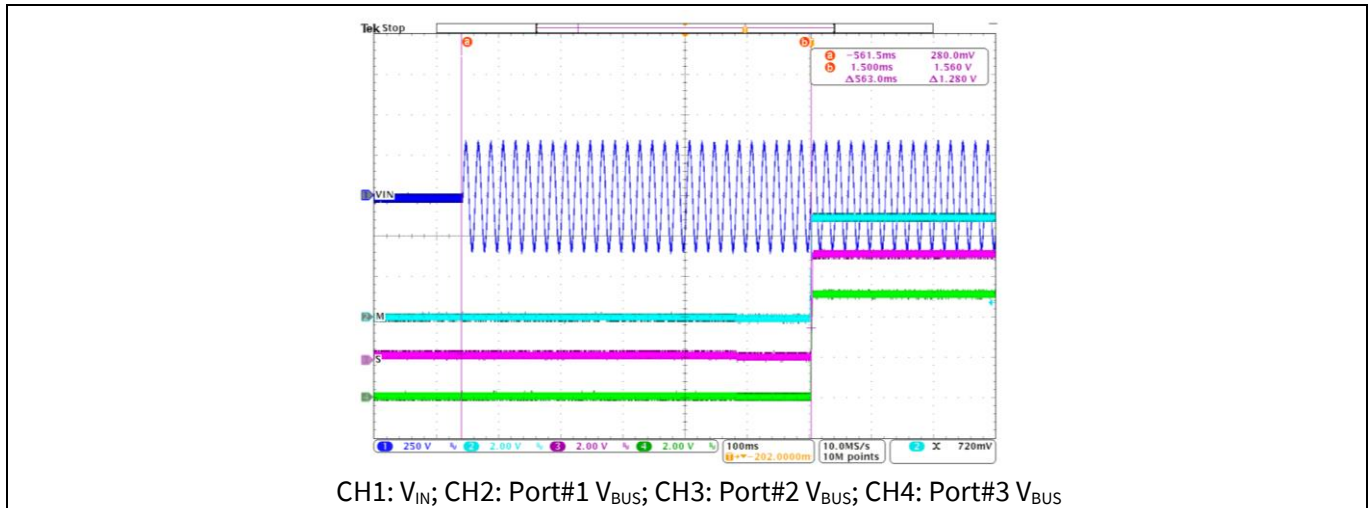 Tek Stop
a b
a −561.5ms 280.0mV
b 1.500ms 1.560 V
Δ563.0ms Δ1.280 V
VIN
M
S
1 250 V 2 2.00 V 3 2.00 V 4 2.00 V 100ms 10.0MS/s 2 720mV
−202.0000m 10M points
CH1: VIN; CH2: Port#1 VBUS; CH3: Port#2 VBUS; CH4: Port#3 VBUS